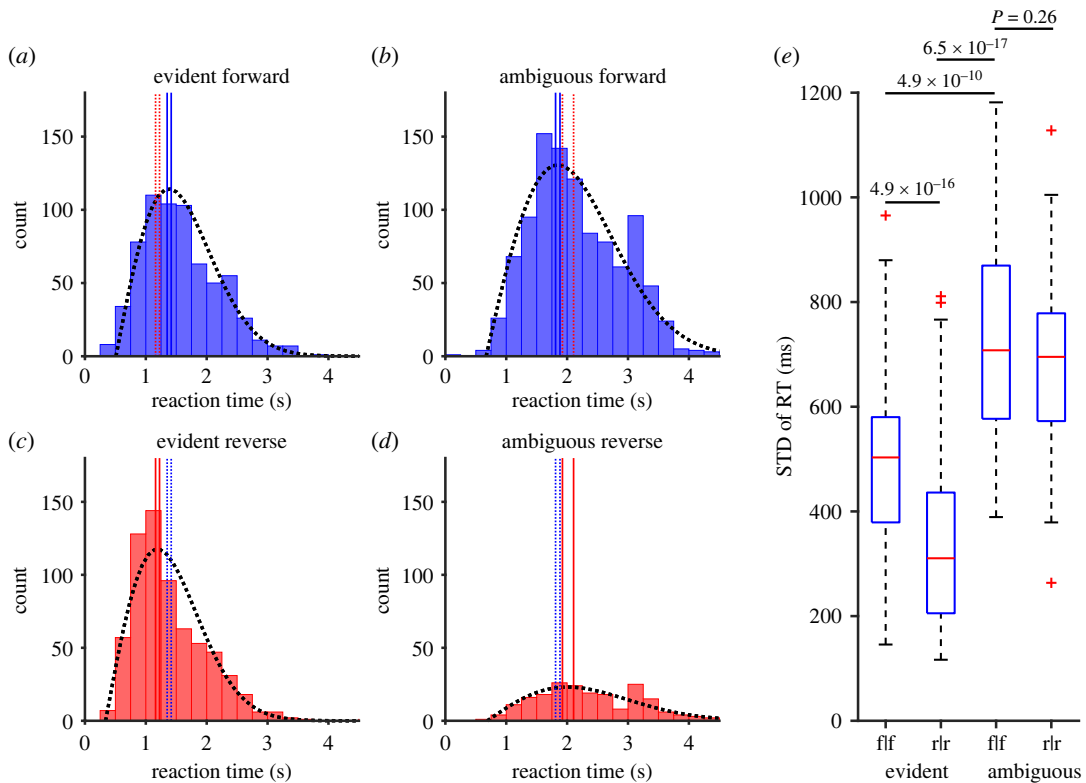 (a)
evident forward
count
150
100
50
0
0 1 2 3 4
reaction time (s)
(b)
ambiguous forward
count
150
100
50
0
0 1 2 3 4
reaction time (s)
(c)
evident reverse
count
150
100
50
0
0 1 2 3 4
reaction time (s)
(d)
ambiguous reverse
count
150
100
50
0
0 1 2 3 4
reaction time (s)
(e)
P = 0.26
6.5 × 10⁻¹⁷
4.9 × 10⁻¹⁰
4.9 × 10⁻¹⁶
STD of RT (ms)
1200
1000
800
600
400
200
0
f|f r|r f|f r|r
evident ambiguous